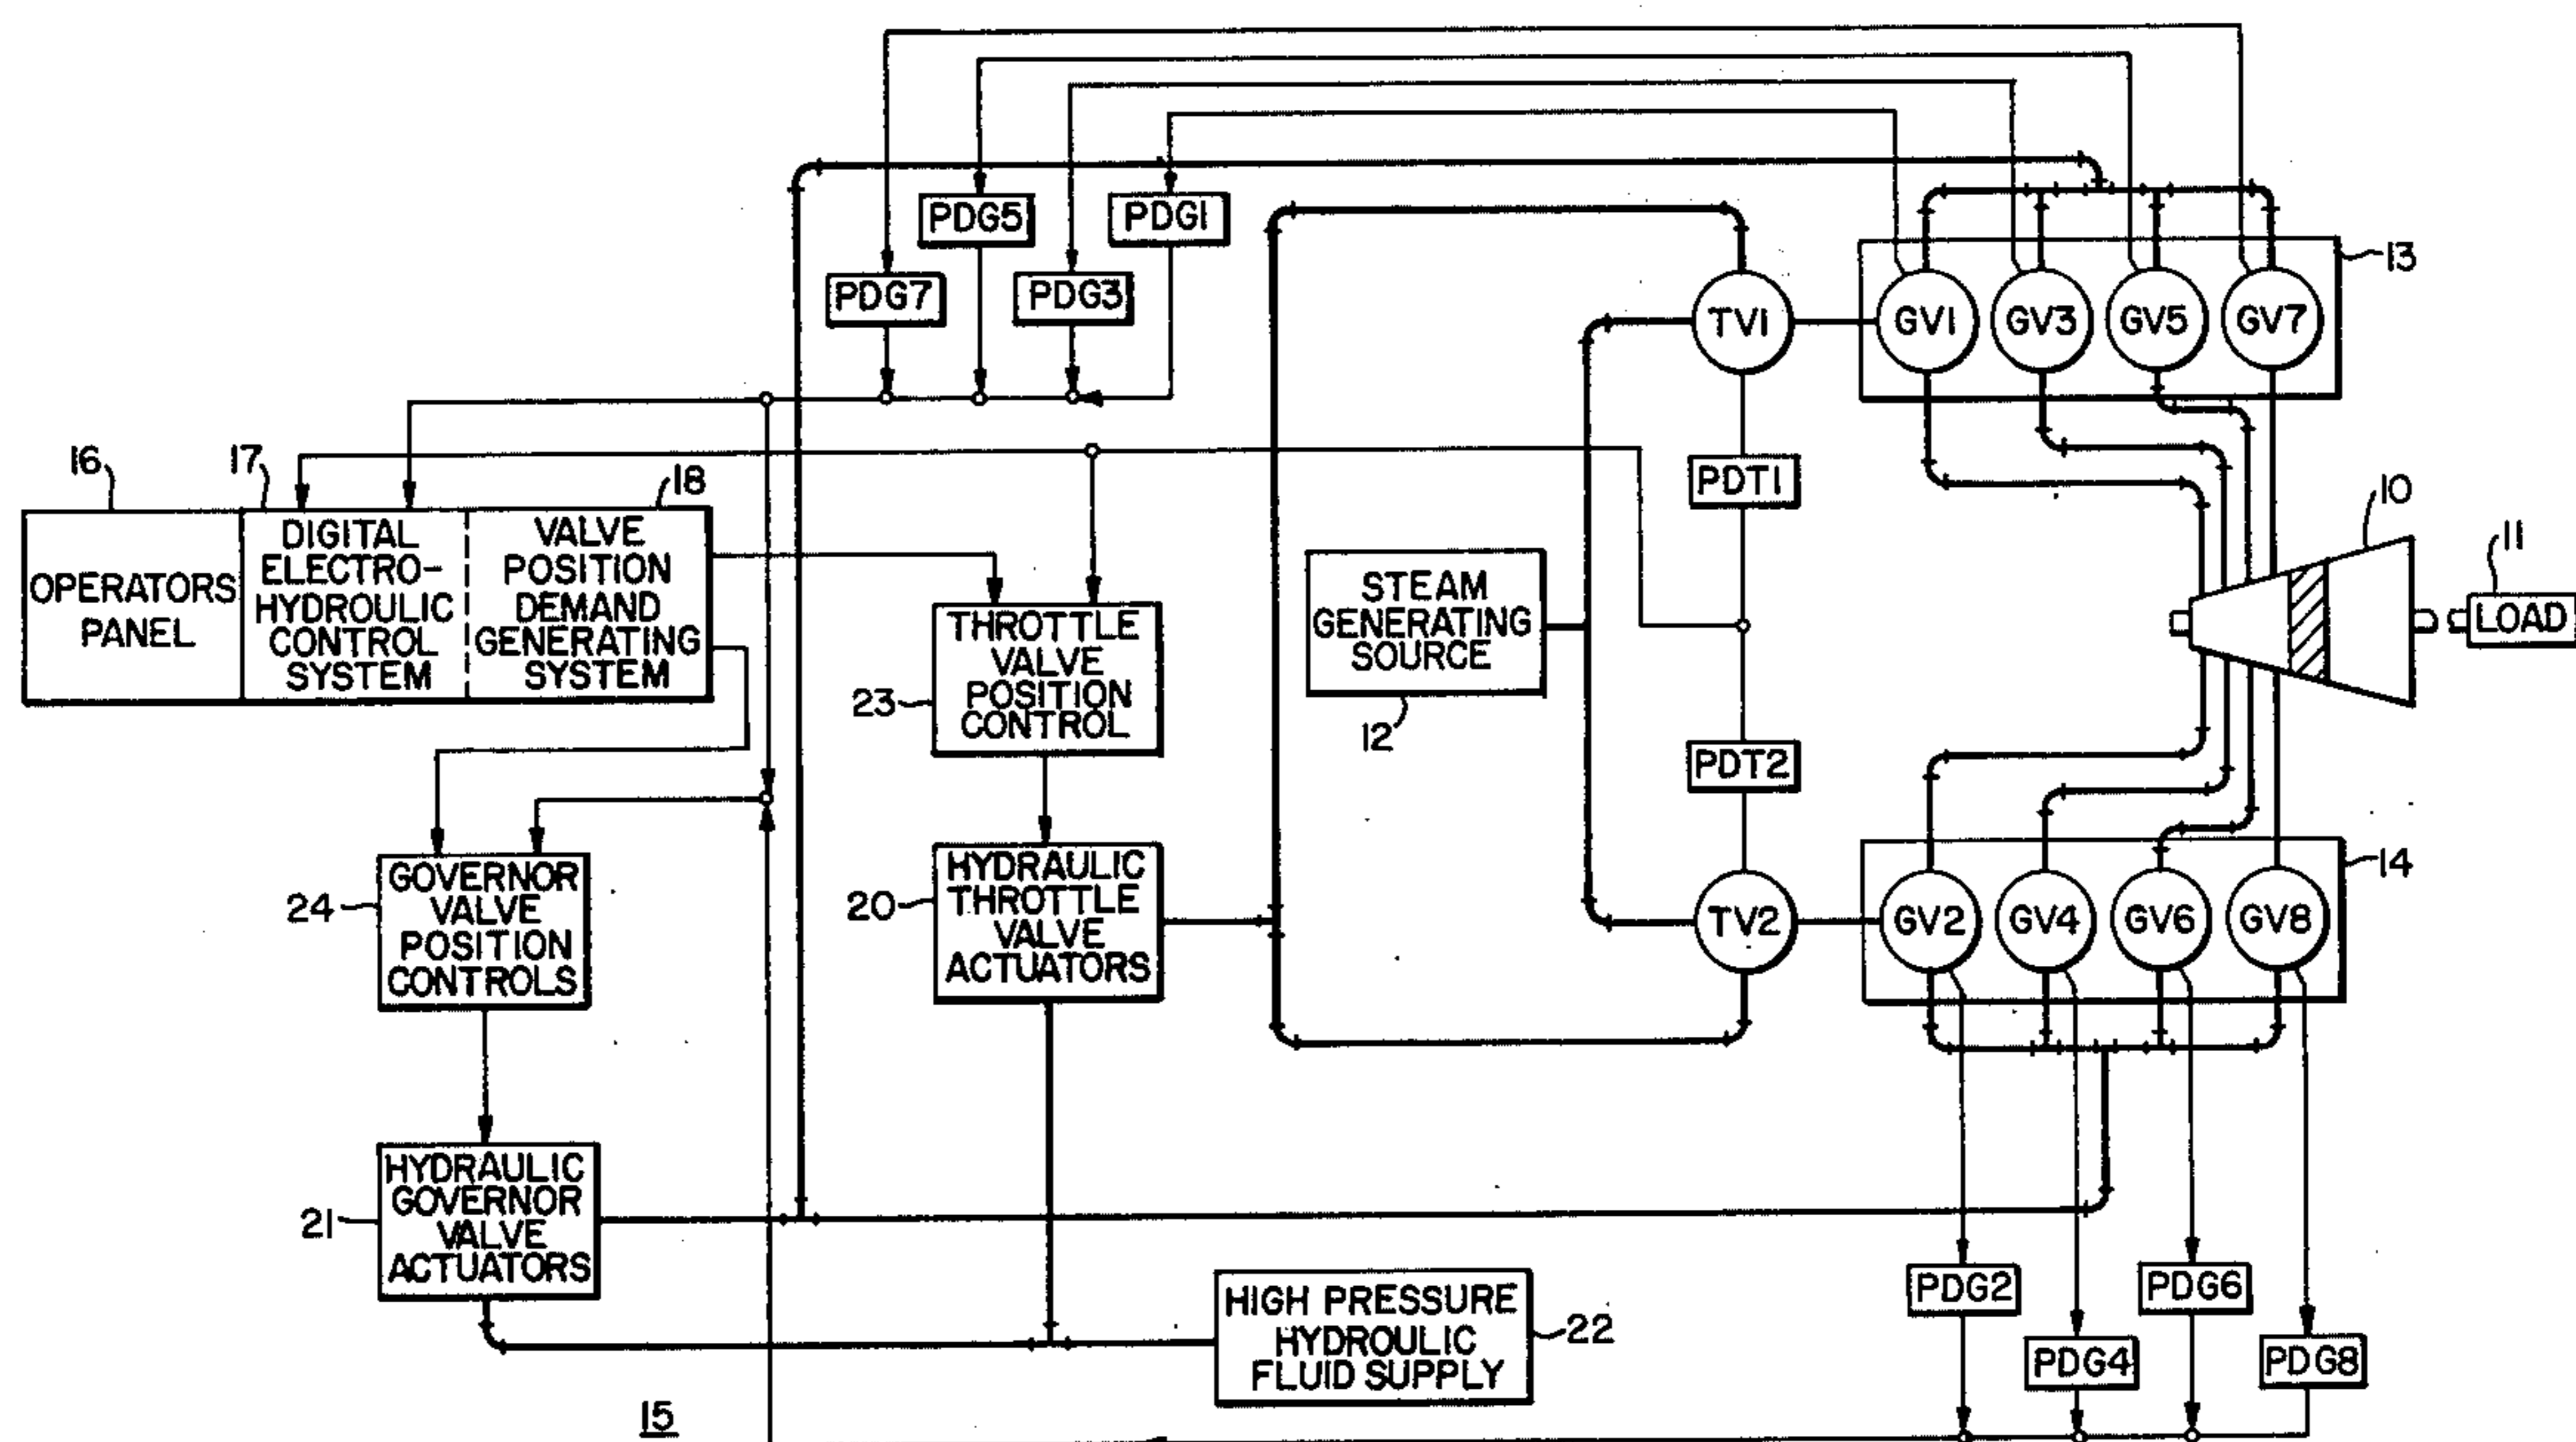 PDG5
PDG1
PDG7
PDG3
13
TV1
GV1
GV3
GV5
GV7
16
17
18
PDT1
10
11
OPERATORS
PANEL
DIGITAL
ELECTRO-
HYDROULIC
CONTROL
SYSTEM
VALVE
POSITION
DEMAND
GENERATING
SYSTEM
THROTTLE
VALVE
POSITION
CONTROL
23
STEAM
GENERATING
SOURCE
12
LOAD
PDT2
GOVERNOR
VALVE
POSITION
CONTROLS
24
HYDRAULIC
THROTTLE
VALVE
ACTUATORS
20
TV2
GV2
GV4
GV6
GV8
14
HYDRAULIC
GOVERNOR
VALVE
ACTUATORS
21
HIGH PRESSURE
HYDROULIC
FLUID SUPPLY
22
PDG2
PDG6
PDG4
PDG8
15